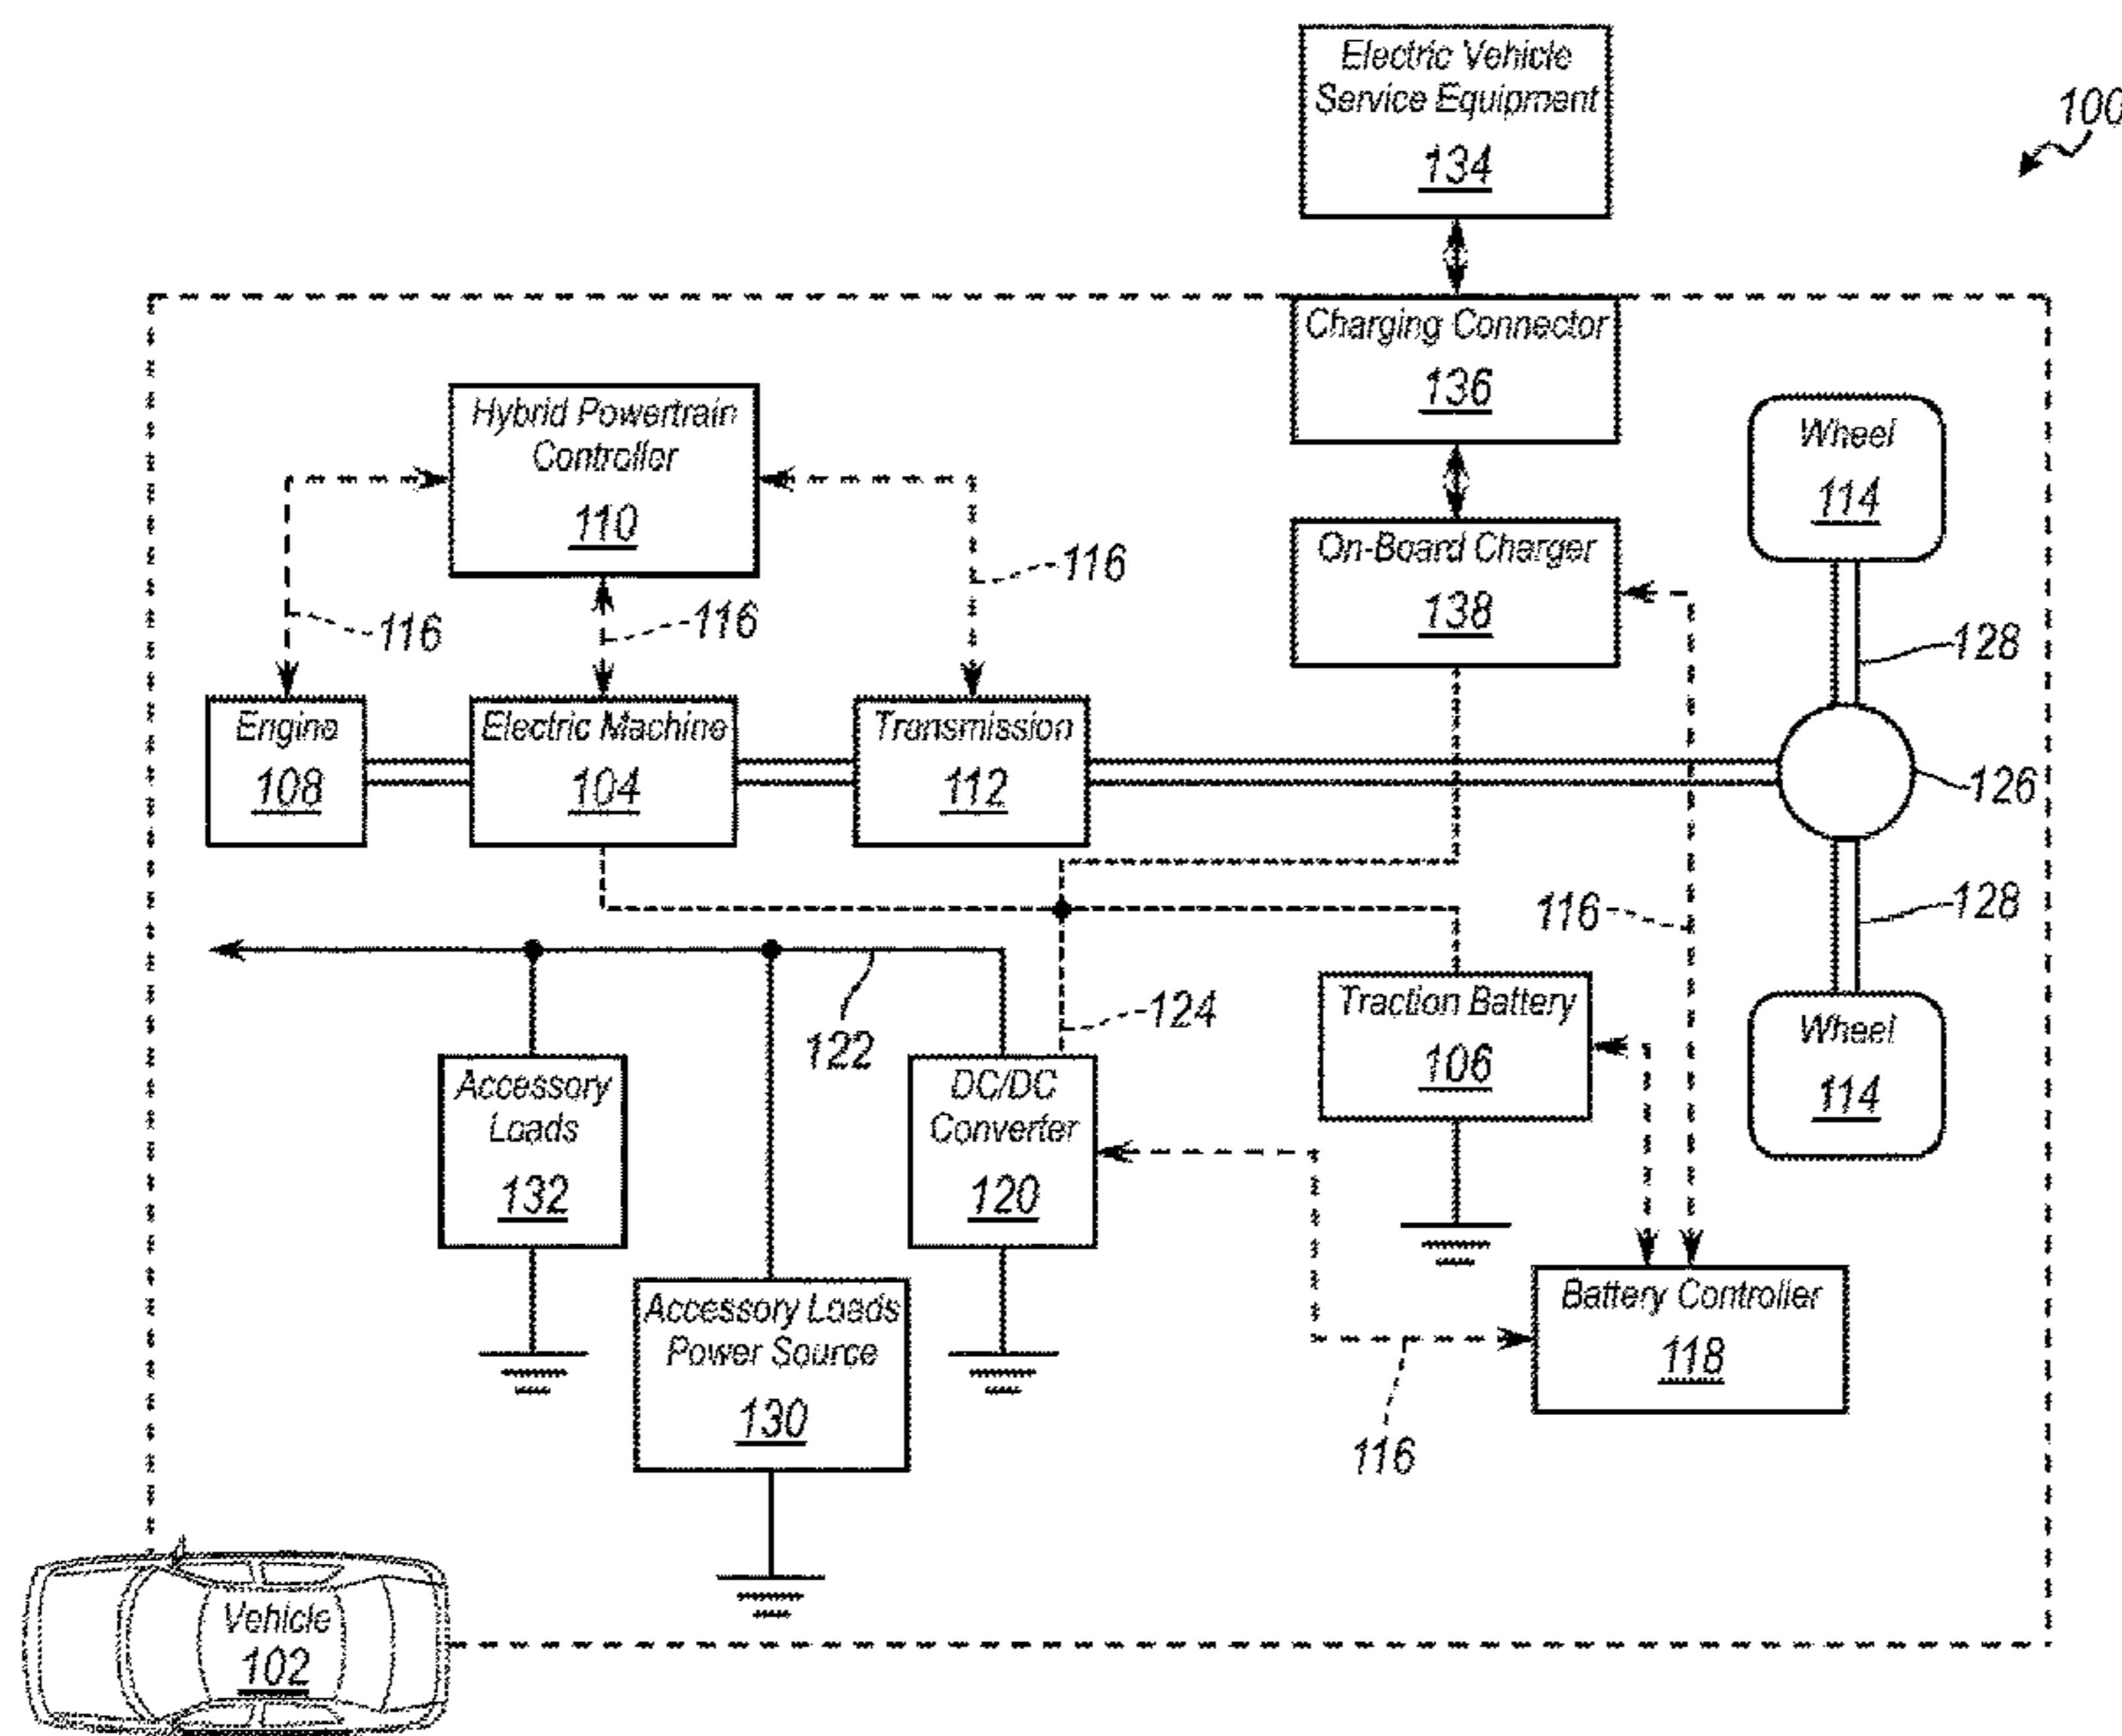 Electric Vehicle
Service Equipment
134
100
Charging Connector
136
Hybrid Powertrain
Controller
110
Wheel
114
On-Board Charger
138
116
116
116
128
Engine
108
Electric Machine
104
Transmission
112
126
116
128
122
124
Traction Battery
106
Wheel
114
Accessory
Loads
132
DC/DC
Converter
120
Accessory Loads
Power Source
130
Battery Controller
118
116
Vehicle
102